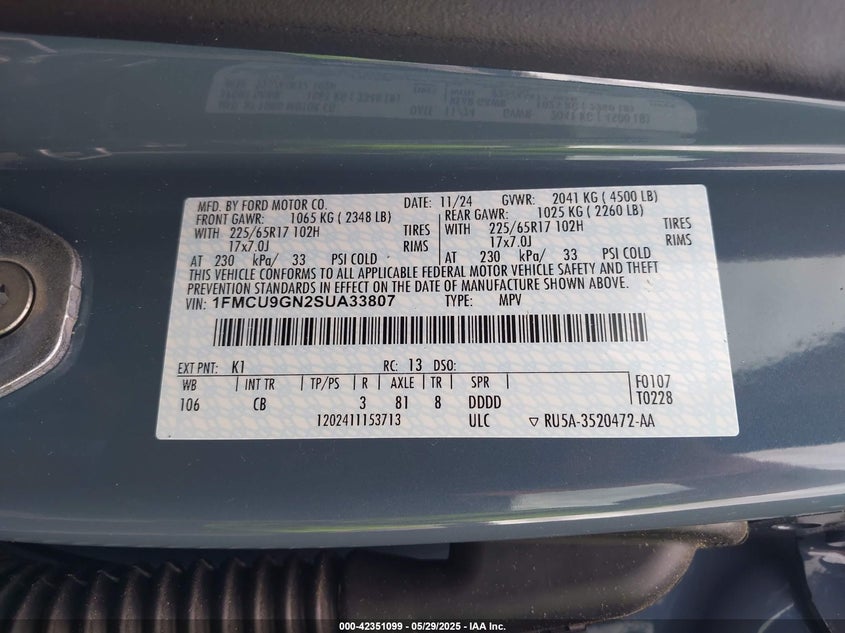 MFD. BY FORD MOTOR CO. DATE: 11/24 GVWR: 2041 KG ( 4500 LB)
FRONT GAWR: 1065 KG ( 2348 LB) REAR GAWR: 1025 KG ( 2260 LB)
WITH 225/65R17 102H TIRES WITH 225/65R17 102H TIRES
17x7.0J RIMS 17x7.0J RIMS
AT 230 kPa/ 33 PSI COLD AT 230 kPa/ 33 PSI COLD
THIS VEHICLE CONFORMS TO ALL APPLICABLE FEDERAL MOTOR VEHICLE SAFETY AND THEFT
PREVENTION STANDARDS IN EFFECT ON THE DATE OF MANUFACTURE SHOWN ABOVE.
VIN: 1FMCU9GN2SUA33807 TYPE: MPV
EXT PNT: K1 RC: 13 DSO:
WB INT TR TP/PS R AXLE TR SPR F0107
106 CB 3 81 8 DDDD T0228
1202411153713 ULC ▽ RU5A-3520472-AA
000-42351099 — 05/29/2025 — IAA Inc.